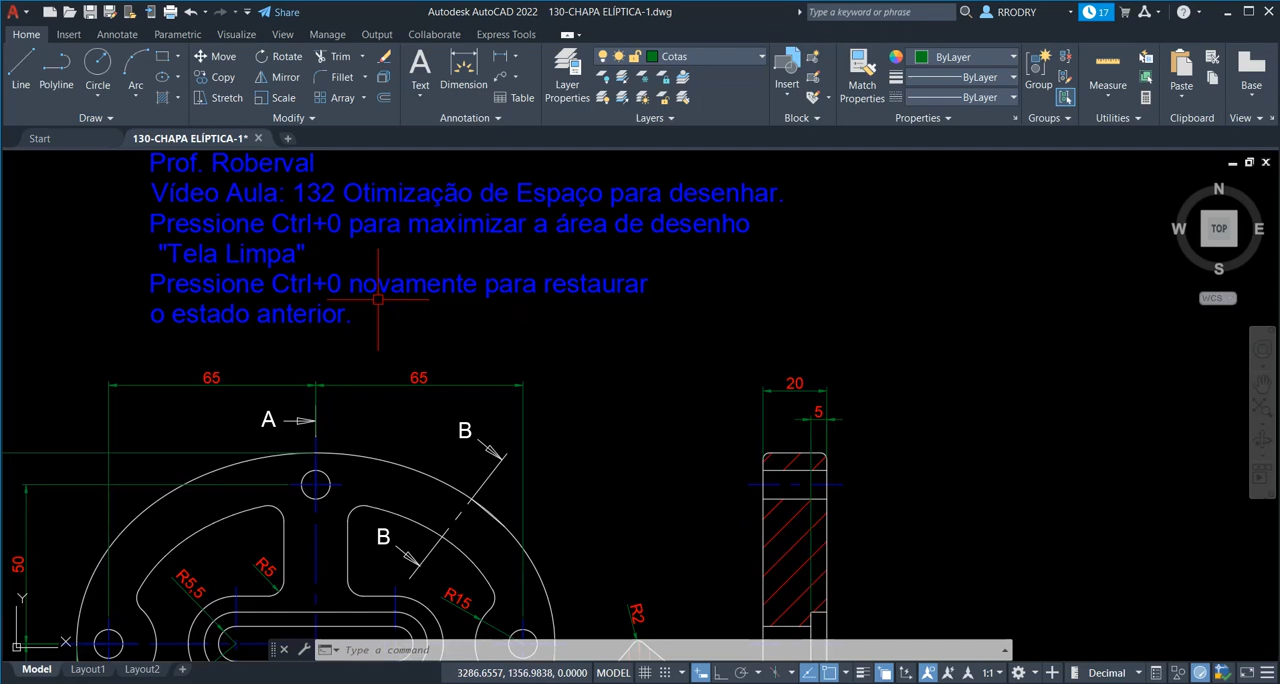 Share
Autodesk AutoCAD 2022 130-CHAPA ELÍPTICA-1.dwg
Type a keyword or phrase
RRODRY
17
Home Insert Annotate Parametric Visualize View Manage Output Collaborate Express Tools
Line Polyline Circle Arc
Move Rotate Trim
Copy Mirror Fillet
Stretch Scale Array
Text Dimension Table
Layer Properties
Cotas
Insert
Match Properties
ByLayer
ByLayer
ByLayer
Group
Measure
Paste
Base
Draw Modify Annotation Layers Block Properties Groups Utilities Clipboard View
Start 130-CHAPA ELÍPTICA-1*
Prof. Roberval
Vídeo Aula: 132 Otimização de Espaço para desenhar.
Pressione Ctrl+0 para maximizar a área de desenho
"Tela Limpa"
Pressione Ctrl+0 novamente para restaurar
o estado anterior.
N
W TOP E
S
WCS
65 65 20
5
A
B
B
50
R5,5
R5
R15
R2
Y
X
Type a command
Model Layout1 Layout2
3286.6557, 1356.9838, 0.0000 MODEL 1:1 Decimal